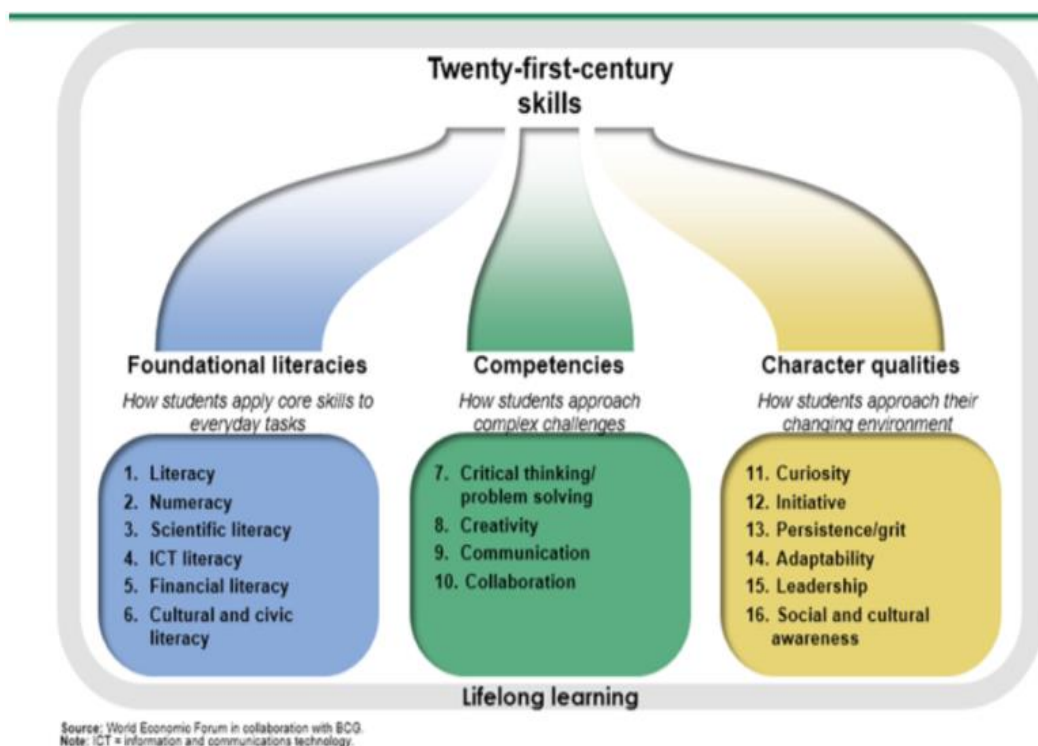 Twenty-first-century
skills
Foundational literacies
How students apply core skills to
everyday tasks
1. Literacy
2. Numeracy
3. Scientific literacy
4. ICT literacy
5. Financial literacy
6. Cultural and civic
literacy
Competencies
How students approach
complex challenges
7. Critical thinking/
problem solving
8. Creativity
9. Communication
10. Collaboration
Character qualities
How students approach their
changing environment
11. Curiosity
12. Initiative
13. Persistence/grit
14. Adaptability
15. Leadership
16. Social and cultural
awareness
Lifelong learning
Source: World Economic Forum in collaboration with BCG.
Note: ICT = information and communications technology.